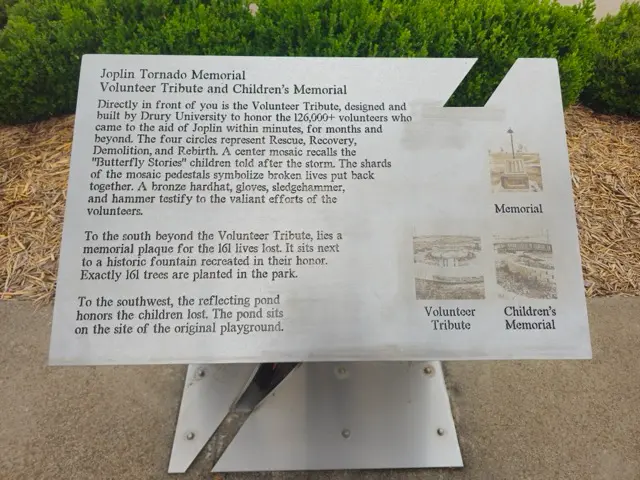 Joplin Tornado Memorial
Volunteer Tribute and Children's Memorial
Directly in front of you is the Volunteer Tribute, designed and
built by Drury University to honor the 126,000+ volunteers who
came to the aid of Joplin within minutes, for months and
beyond. The four circles represent Rescue, Recovery,
Demolition, and Rebirth. A center mosaic recalls the
"Butterfly Stories" children told after the storm. The shards
of the mosaic pedestals symbolize broken lives put back
together. A bronze hardhat, gloves, sledgehammer,
and hammer testify to the valiant efforts of the
volunteers.
To the south beyond the Volunteer Tribute, lies a
memorial plaque for the 161 lives lost. It sits next
to a historic fountain recreated in their honor.
Exactly 161 trees are planted in the park.
To the southwest, the reflecting pond
honors the children lost. The pond sits
on the site of the original playground.
Memorial
Volunteer
Tribute
Children's
Memorial